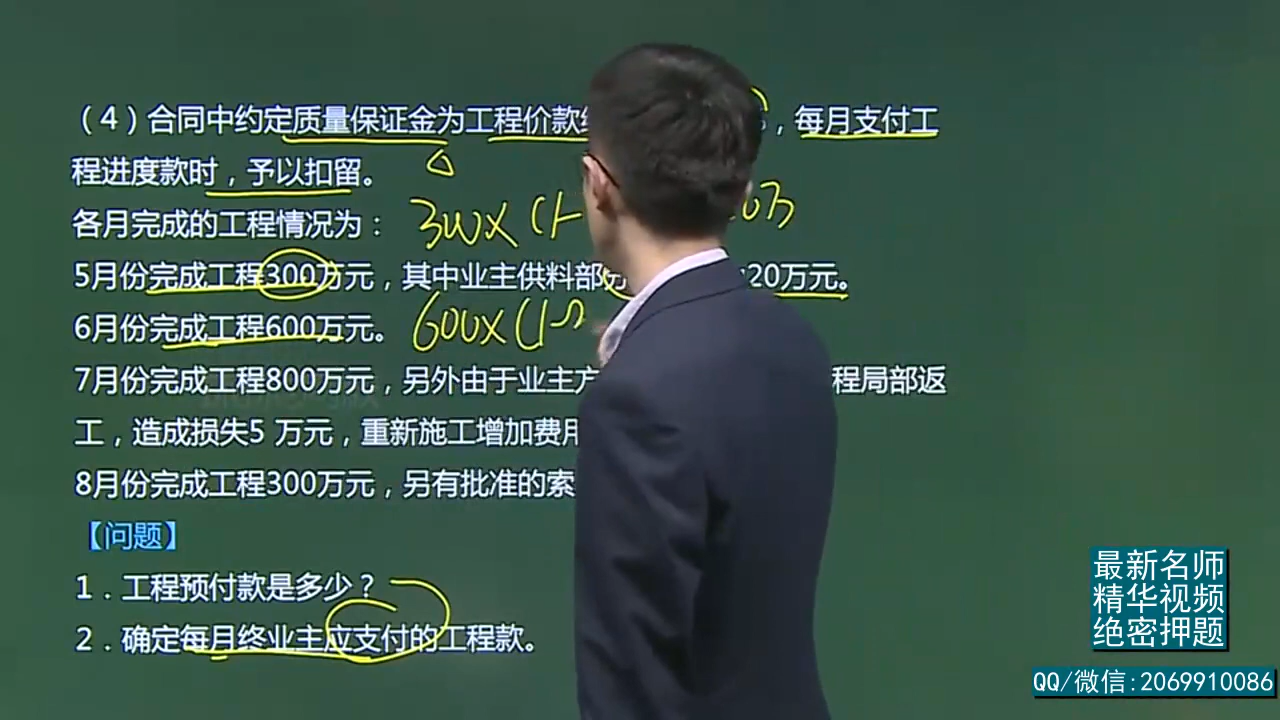 （4）合同中约定质量保证金为工程价款 ，每月支付工
程进度款时，予以扣留。
各月完成的工程情况为：
300×(1-
20万
5月份完成工程300万元，其中业主供料部分 20万元。
6月份完成工程600万元。
600×(1-
7月份完成工程800万元，另外由于业主方 程局部返
工，造成损失5 万元，重新施工增加费用
8月份完成工程300万元，另有批准的索
【问题】
1．工程预付款是多少？
2．确定每月终业主应支付的工程款。
最新名师
精华视频
绝密押题
QQ/微信:2069910086